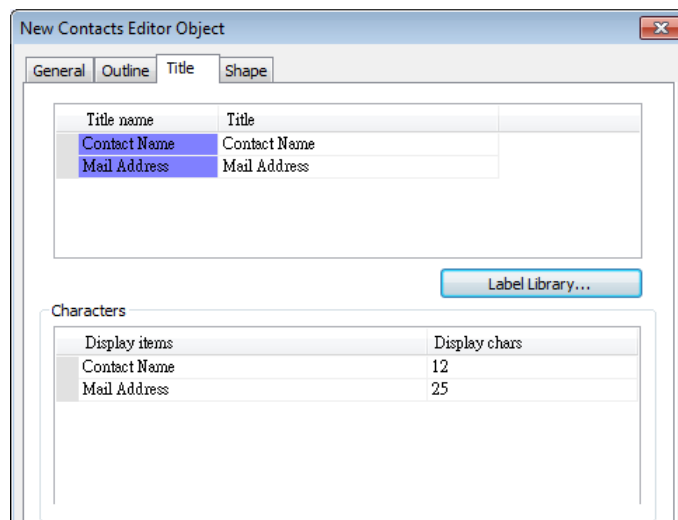 New Contacts Editor Object
General Outline Title Shape
Title name Title
Contact Name Contact Name
Mail Address Mail Address
Label Library...
Characters
Display items Display chars
Contact Name 12
Mail Address 25